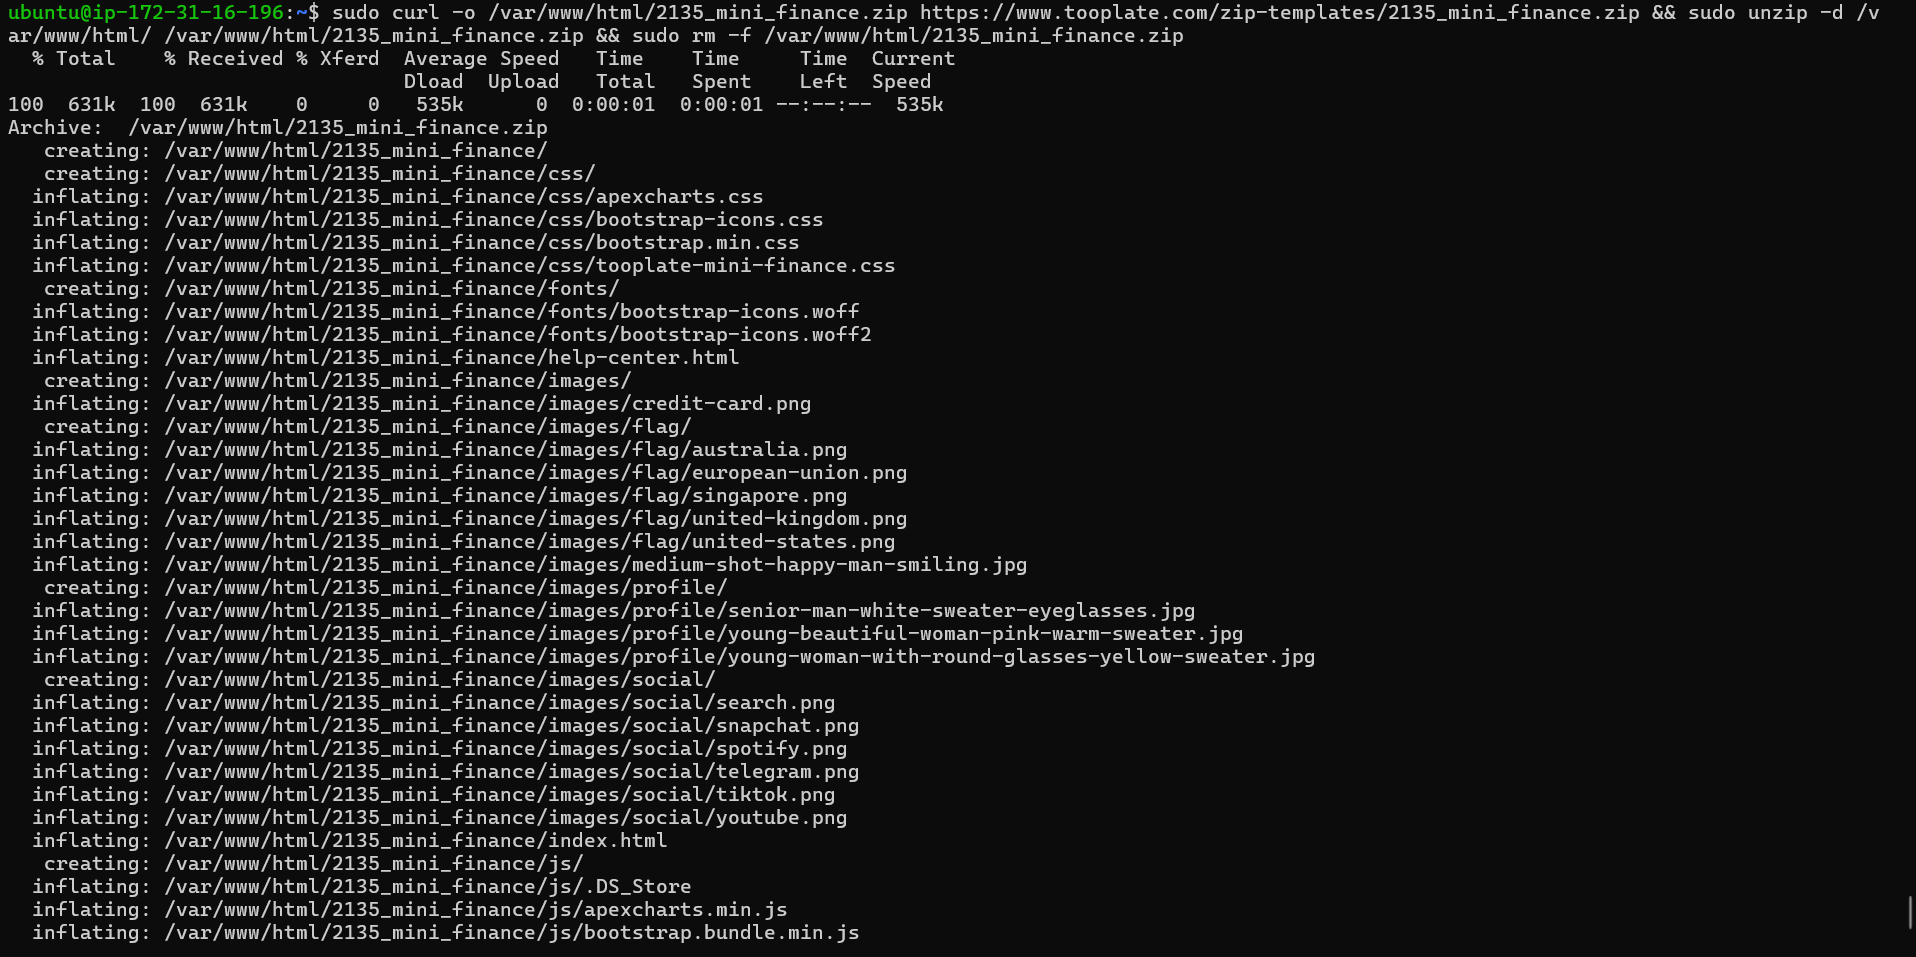 ubuntu@ip-172-31-16-196:~$ sudo curl -o /var/www/html/2135_mini_finance.zip https://www.tooplate.com/zip-templates/2135_mini_finance.zip && sudo unzip -d /v
ar/www/html/ /var/www/html/2135_mini_finance.zip && sudo rm -f /var/www/html/2135_mini_finance.zip
  % Total    % Received % Xferd  Average Speed   Time    Time     Time  Current
                                 Dload  Upload   Total   Spent    Left  Speed
100  631k  100  631k    0     0   535k      0  0:00:01  0:00:01 --:--:--  535k
Archive:  /var/www/html/2135_mini_finance.zip
   creating: /var/www/html/2135_mini_finance/
   creating: /var/www/html/2135_mini_finance/css/
  inflating: /var/www/html/2135_mini_finance/css/apexcharts.css
  inflating: /var/www/html/2135_mini_finance/css/bootstrap-icons.css
  inflating: /var/www/html/2135_mini_finance/css/bootstrap.min.css
  inflating: /var/www/html/2135_mini_finance/css/tooplate-mini-finance.css
   creating: /var/www/html/2135_mini_finance/fonts/
  inflating: /var/www/html/2135_mini_finance/fonts/bootstrap-icons.woff
  inflating: /var/www/html/2135_mini_finance/fonts/bootstrap-icons.woff2
  inflating: /var/www/html/2135_mini_finance/help-center.html
   creating: /var/www/html/2135_mini_finance/images/
  inflating: /var/www/html/2135_mini_finance/images/credit-card.png
   creating: /var/www/html/2135_mini_finance/images/flag/
  inflating: /var/www/html/2135_mini_finance/images/flag/australia.png
  inflating: /var/www/html/2135_mini_finance/images/flag/european-union.png
  inflating: /var/www/html/2135_mini_finance/images/flag/singapore.png
  inflating: /var/www/html/2135_mini_finance/images/flag/united-kingdom.png
  inflating: /var/www/html/2135_mini_finance/images/flag/united-states.png
  inflating: /var/www/html/2135_mini_finance/images/medium-shot-happy-man-smiling.jpg
   creating: /var/www/html/2135_mini_finance/images/profile/
  inflating: /var/www/html/2135_mini_finance/images/profile/senior-man-white-sweater-eyeglasses.jpg
  inflating: /var/www/html/2135_mini_finance/images/profile/young-beautiful-woman-pink-warm-sweater.jpg
  inflating: /var/www/html/2135_mini_finance/images/profile/young-woman-with-round-glasses-yellow-sweater.jpg
   creating: /var/www/html/2135_mini_finance/images/social/
  inflating: /var/www/html/2135_mini_finance/images/social/search.png
  inflating: /var/www/html/2135_mini_finance/images/social/snapchat.png
  inflating: /var/www/html/2135_mini_finance/images/social/spotify.png
  inflating: /var/www/html/2135_mini_finance/images/social/telegram.png
  inflating: /var/www/html/2135_mini_finance/images/social/tiktok.png
  inflating: /var/www/html/2135_mini_finance/images/social/youtube.png
  inflating: /var/www/html/2135_mini_finance/index.html
   creating: /var/www/html/2135_mini_finance/js/
  inflating: /var/www/html/2135_mini_finance/js/.DS_Store
  inflating: /var/www/html/2135_mini_finance/js/apexcharts.min.js
  inflating: /var/www/html/2135_mini_finance/js/bootstrap.bundle.min.js